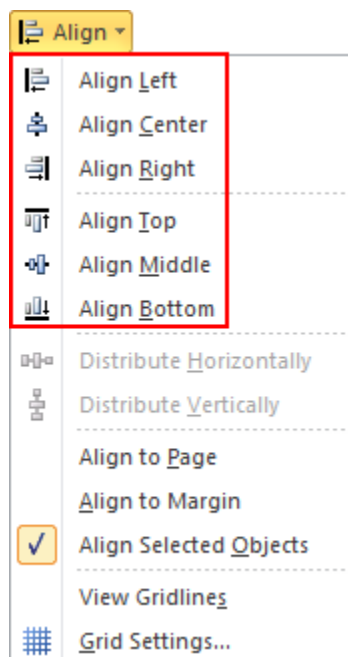 Align
Align Left
Align Center
Align Right
Align Top
Align Middle
Align Bottom
Distribute Horizontally
Distribute Vertically
Align to Page
Align to Margin
Align Selected Objects
View Gridlines
Grid Settings...